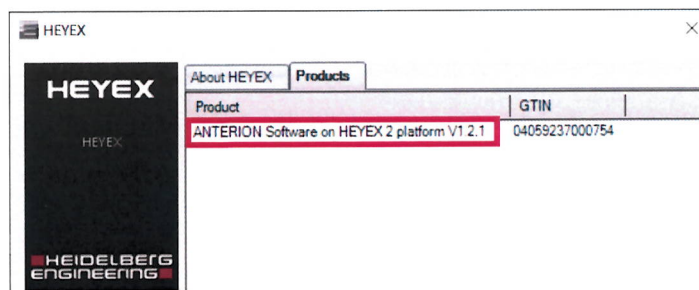 HEYEX
HEYEX
HEYEX
HEIDELBERG
ENGINEERING
About HEYEX Products
Product GTIN
ANTERION Software on HEYEX 2 platform V1.2.1 04059237000754